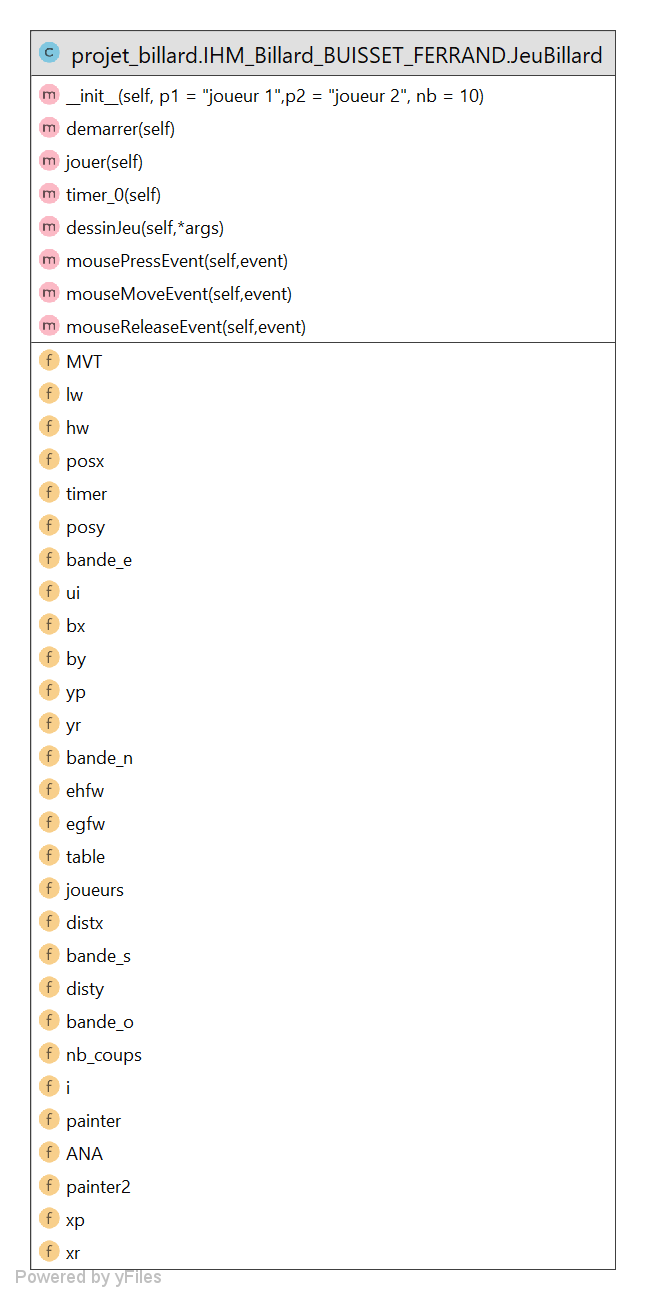 C projet_billard.IHM_Billard_BUISSET_FERRAND.JeuBillard
m __init__(self, p1 = "joueur 1",p2 = "joueur 2", nb = 10)
m demarrer(self)
m jouer(self)
m timer_0(self)
m dessinJeu(self,*args)
m mousePressEvent(self,event)
m mouseMoveEvent(self,event)
m mouseReleaseEvent(self,event)
f MVT
f lw
f hw
f posx
f timer
f posy
f bande_e
f ui
f bx
f by
f yp
f yr
f bande_n
f ehfw
f egfw
f table
f joueurs
f distx
f bande_s
f disty
f bande_o
f nb_coups
f i
f painter
f ANA
f painter2
f xp
f xr
Powered by yFiles